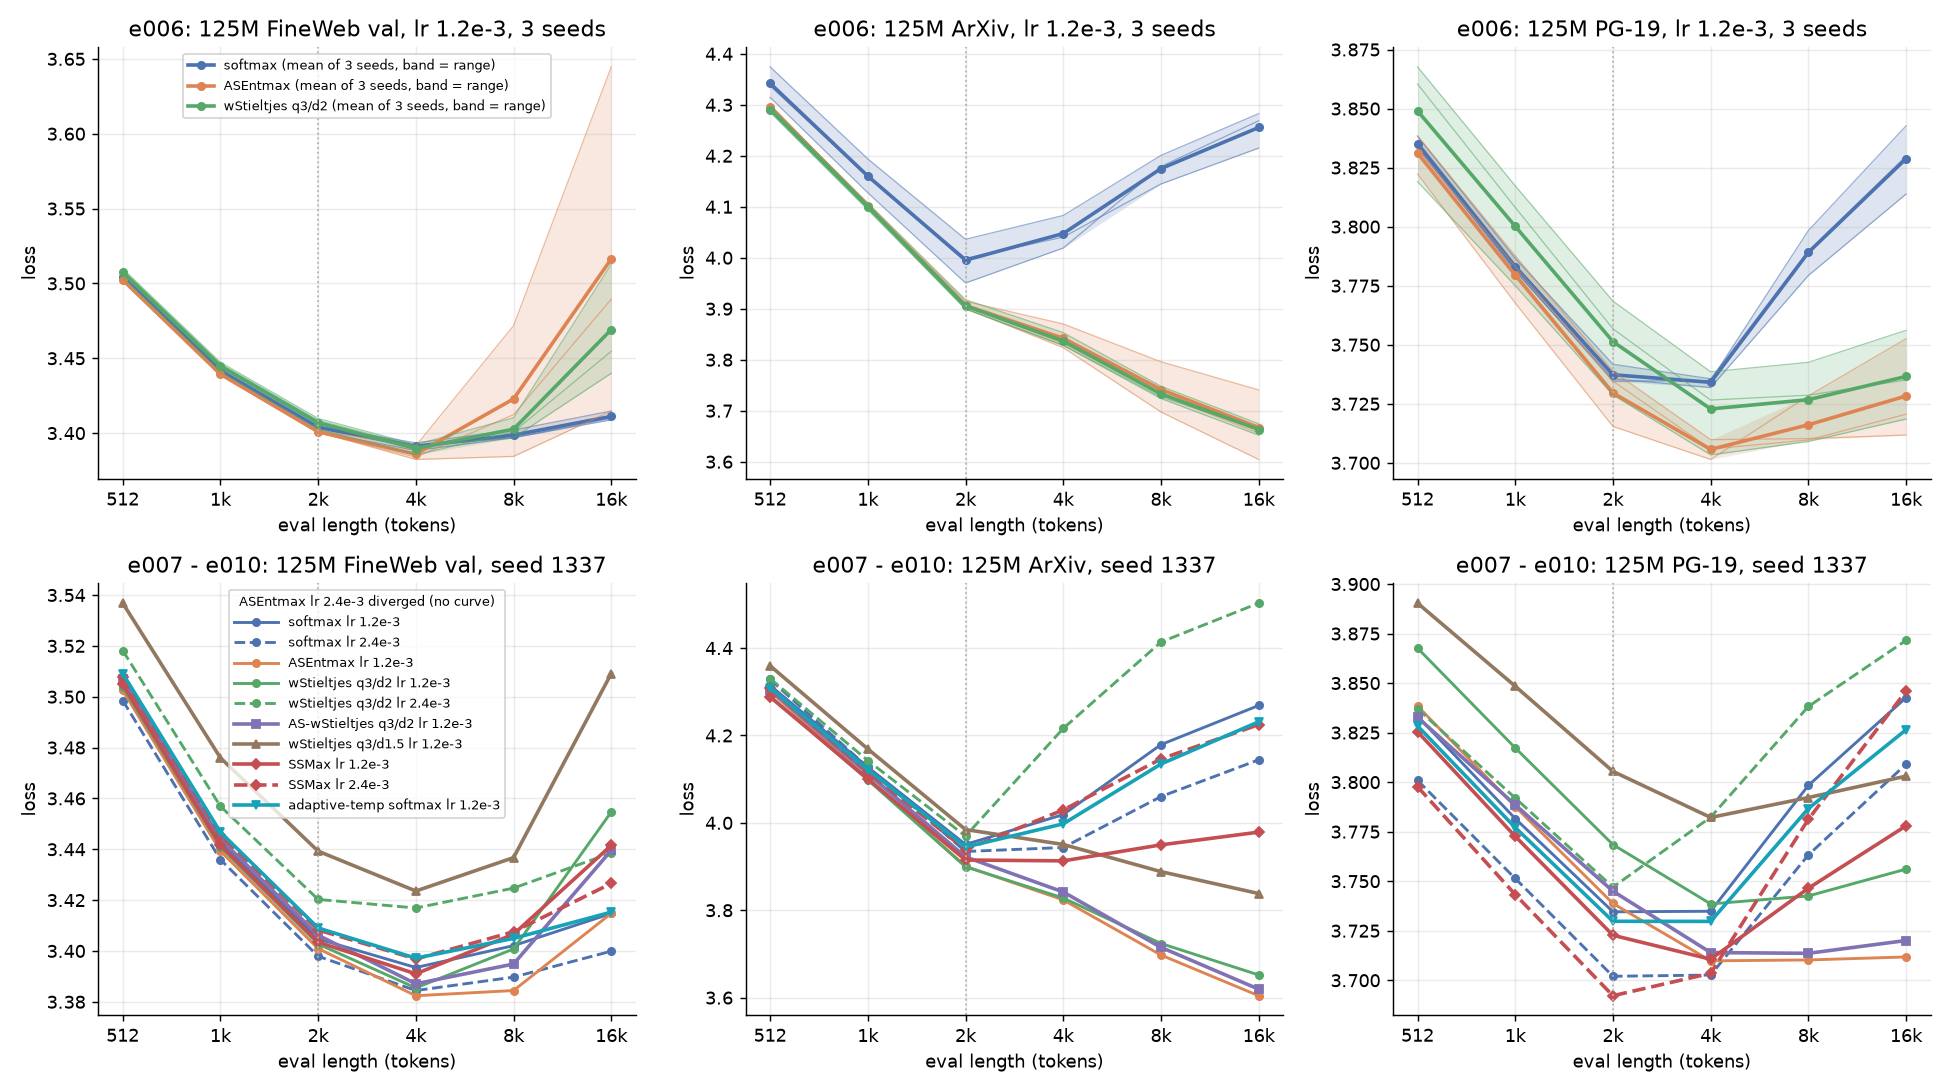 e006: 125M FineWeb val, lr 1.2e-3, 3 seeds
softmax (mean of 3 seeds, band = range)
ASEntmax (mean of 3 seeds, band = range)
wStieltjes q3/d2 (mean of 3 seeds, band = range)
loss
3.65
3.60
3.55
3.50
3.45
3.40
512 1k 2k 4k 8k 16k
eval length (tokens)
e006: 125M ArXiv, lr 1.2e-3, 3 seeds
loss
4.4
4.3
4.2
4.1
4.0
3.9
3.8
3.7
3.6
512 1k 2k 4k 8k 16k
eval length (tokens)
e006: 125M PG-19, lr 1.2e-3, 3 seeds
loss
3.875
3.850
3.825
3.800
3.775
3.750
3.725
3.700
512 1k 2k 4k 8k 16k
eval length (tokens)
e007 - e010: 125M FineWeb val, seed 1337
ASEntmax lr 2.4e-3 diverged (no curve)
softmax lr 1.2e-3
softmax lr 2.4e-3
ASEntmax lr 1.2e-3
wStieltjes q3/d2 lr 1.2e-3
wStieltjes q3/d2 lr 2.4e-3
AS-wStieltjes q3/d2 lr 1.2e-3
wStieltjes q3/d1.5 lr 1.2e-3
SSMax lr 1.2e-3
SSMax lr 2.4e-3
adaptive-temp softmax lr 1.2e-3
loss
3.54
3.52
3.50
3.48
3.46
3.44
3.42
3.40
3.38
512 1k 2k 4k 8k 16k
eval length (tokens)
e007 - e010: 125M ArXiv, seed 1337
loss
4.4
4.2
4.0
3.8
3.6
512 1k 2k 4k 8k 16k
eval length (tokens)
e007 - e010: 125M PG-19, seed 1337
loss
3.900
3.875
3.850
3.825
3.800
3.775
3.750
3.725
3.700
512 1k 2k 4k 8k 16k
eval length (tokens)